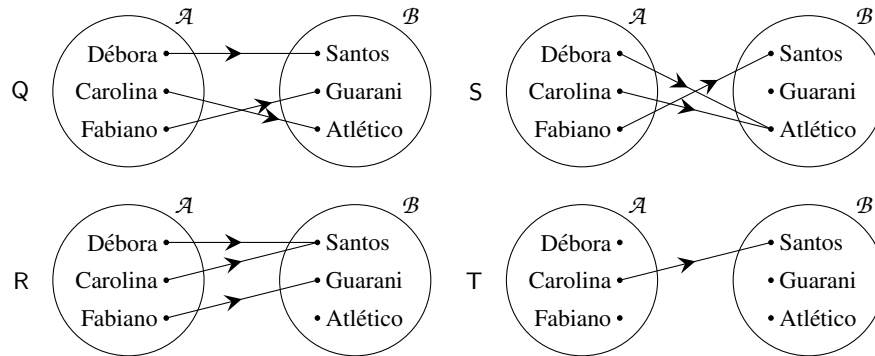 𝒜 ℬ
Débora Santos
Q Carolina Guarani
Fabiano Atlético
𝒜 ℬ
Débora Santos
S Carolina Guarani
Fabiano Atlético
𝒜 ℬ
Débora Santos
R Carolina Guarani
Fabiano Atlético
𝒜 ℬ
Débora Santos
T Carolina Guarani
Fabiano Atlético